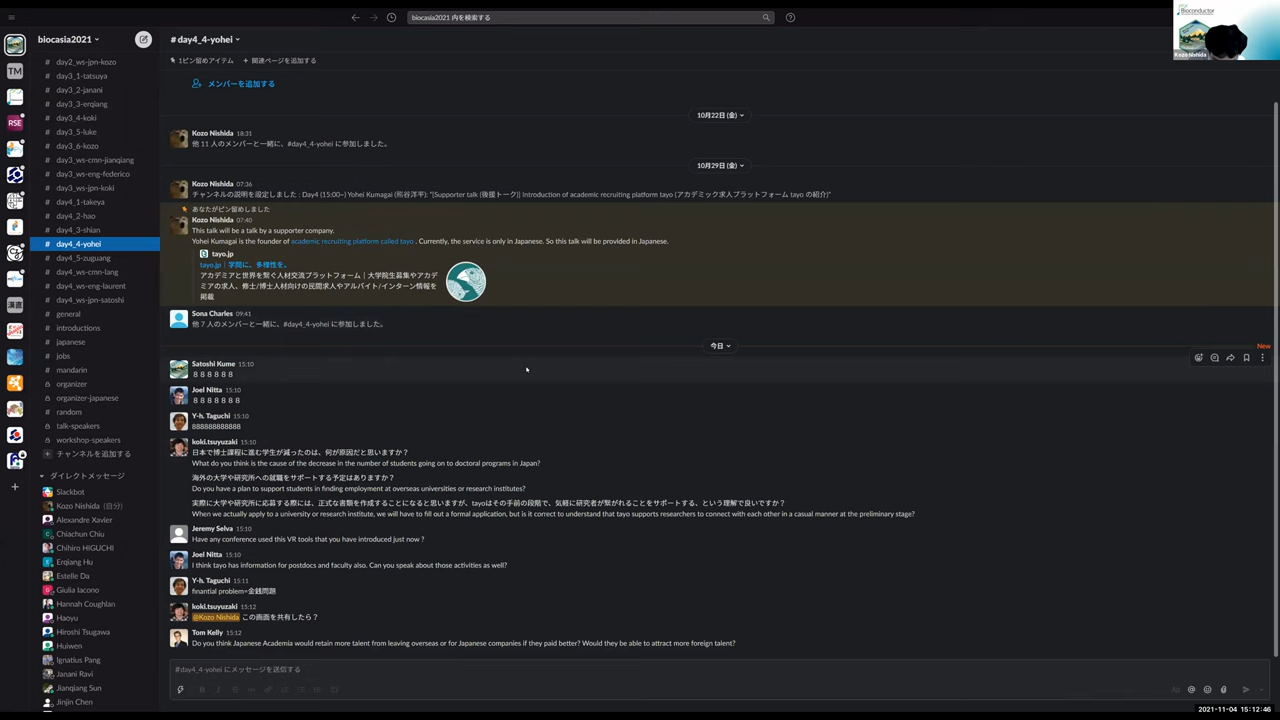 biocasia2021 内を検索する
Bioconductor
Kozo Nishida
biocasia2021
# day4_4-yohei
1ピン留めアイテム + 関連ページを追加する
# day2_ws-jpn-kozo
# day3_1-tatsuya
# day3_2-janani
# day3_3-erqiang
# day3_4-koki
# day3_5-luke
# day3_6-kozo
# day3_ws-cmn-jianqiang
# day3_ws-eng-federico
# day3_ws-jpn-koki
# day4_1-takeya
# day4_2-hao
# day4_3-shian
# day4_4-yohei
# day4_5-zuguang
# day4_ws-cmn-lang
# day4_ws-eng-laurent
# day4_ws-jpn-satoshi
# general
# introductions
# japanese
# jobs
# mandarin
organizer
organizer-japanese
# random
talk-speakers
workshop-speakers
+ チャンネルを追加する
ダイレクトメッセージ
Slackbot
Kozo Nishida (自分)
Alexandre Xavier
Chiachun Chiu
Chihiro HIGUCHI
Erqiang Hu
Estelle Da
Giulia Iacono
Hannah Coughlan
Haoyu
Hiroshi Tsugawa
Huiwen
Ignatius Pang
Janani Ravi
Jianqiang Sun
Jinjin Chen
TM
RSE
漢直
メンバーを追加する
10月22日 (金)
Kozo Nishida 18:31
他 11 人のメンバーと一緒に、#day4_4-yohei に参加しました。
10月29日 (金)
Kozo Nishida 07:36
チャンネルの説明を設定しました : Day4 (15:00~) Yohei Kumagai (熊谷洋平): "[Supporter talk (後援トーク)] Introduction of academic recruiting platform tayo (アカデミック求人プラットフォーム tayo の紹介)"
あなたがピン留めしました
Kozo Nishida 07:40
This talk will be a talk by a supporter company.
Yohei Kumagai is the founder of academic recruiting platform called tayo . Currently, the service is only in Japanese. So this talk will be provided in Japanese.
tayo.jp
tayo.jp | 学問に、多様性を。
アカデミアと世界を繋ぐ人材交流プラットフォーム｜大学院生募集やアカデ
ミアの求人、修士/博士人材向けの民間求人やアルバイト/インターン情報を
掲載
Sona Charles 09:41
他 7 人のメンバーと一緒に、#day4_4-yohei に参加しました。
今日
New
Satoshi Kume 15:10
８８８８８８
Joel Nitta 15:10
８８８８８８８
Y-h. Taguchi 15:10
888888888888
koki.tsuyuzaki 15:10
日本で博士課程に進む学生が減ったのは、何が原因だと思いますか？
What do you think is the cause of the decrease in the number of students going on to doctoral programs in Japan?
海外の大学や研究所への就職をサポートする予定はありますか？
Do you have a plan to support students in finding employment at overseas universities or research institutes?
実際に大学や研究所に応募する際には、正式な書類を作成することになると思いますが、tayoはその手前の段階で、気軽に研究者が繋がれることをサポートする、という理解で良いですか？
When we actually apply to a university or research institute, we will have to fill out a formal application, but is it correct to understand that tayo supports researchers to connect with each other in a casual manner at the preliminary stage?
Jeremy Selva 15:10
Have any conference used this VR tools that you have introduced just now ?
Joel Nitta 15:10
I think tayo has information for postdocs and faculty also. Can you speak about those activities as well?
Y-h. Taguchi 15:11
finantial problem=金銭問題
koki.tsuyuzaki 15:12
@Kozo Nishida この画面を共有したら？
Tom Kelly 15:12
Do you think Japanese Academia would retain more talent from leaving overseas or for Japanese companies if they paid better? Would they be able to attract more foreign talent?
#day4_4-yohei にメッセージを送信する
2021-11-04 15:12:46